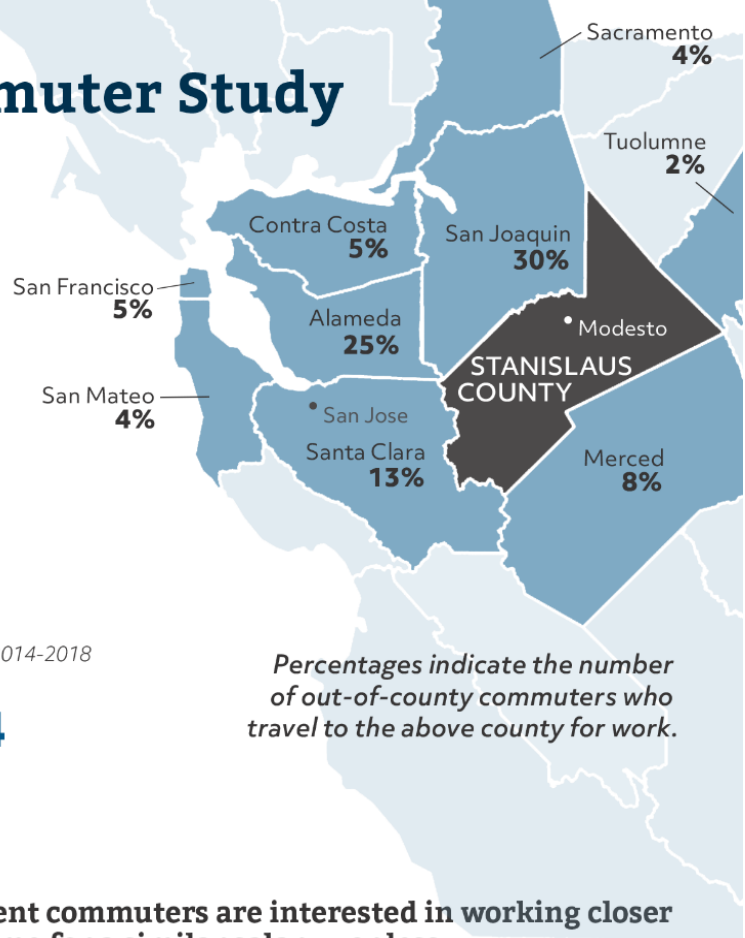 Sacramento
4%
muter Study
Tuolumne
2%
Contra Costa
5%
San Joaquin
30%
San Francisco
5%
Alameda
25%
Modesto
STANISLAUS
COUNTY
San Mateo
4%
San Jose
Santa Clara
13%
Merced
8%
014-2018
Percentages indicate the number
of out-of-county commuters who
travel to the above county for work.
ent commuters are interested in working closer